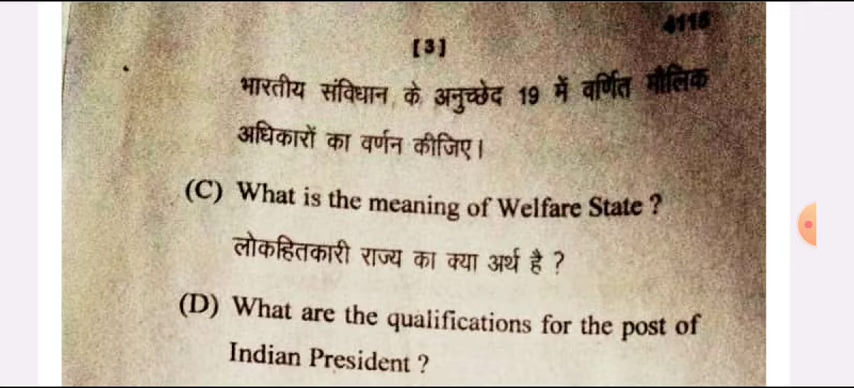 4115
[3]
भारतीय संविधान के अनुच्छेद 19 में वर्णित मौलिक
अधिकारों का वर्णन कीजिए।
(C) What is the meaning of Welfare State ?
लोकहितकारी राज्य का क्या अर्थ है ?
(D) What are the qualifications for the post of
Indian President ?